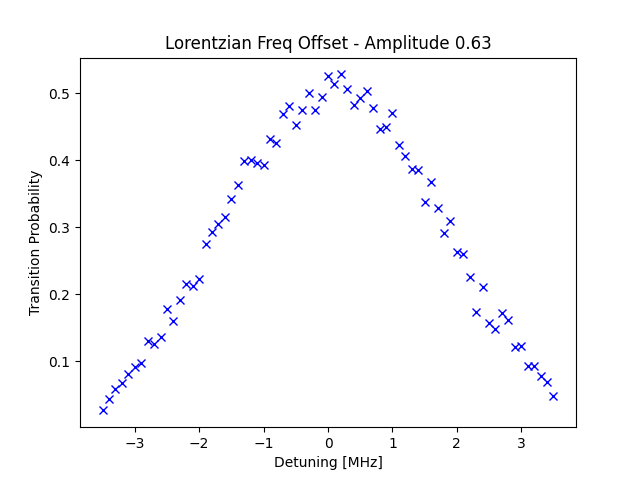 Lorentzian Freq Offset - Amplitude 0.63
0.5
0.4
0.3
0.2
0.1
Transition Probability
−3 −2 −1 0 1 2 3
Detuning [MHz]